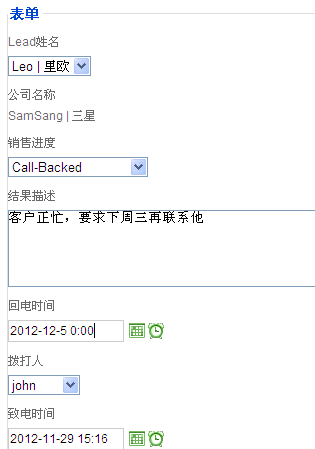 表单
Lead姓名
Leo | 里欧
公司名称
SamSang | 三星
销售进度
Call-Backed
结果描述
客户正忙，要求下周三再联系他
回电时间
2012-12-5 0:00
拨打人
john
致电时间
2012-11-29 15:16